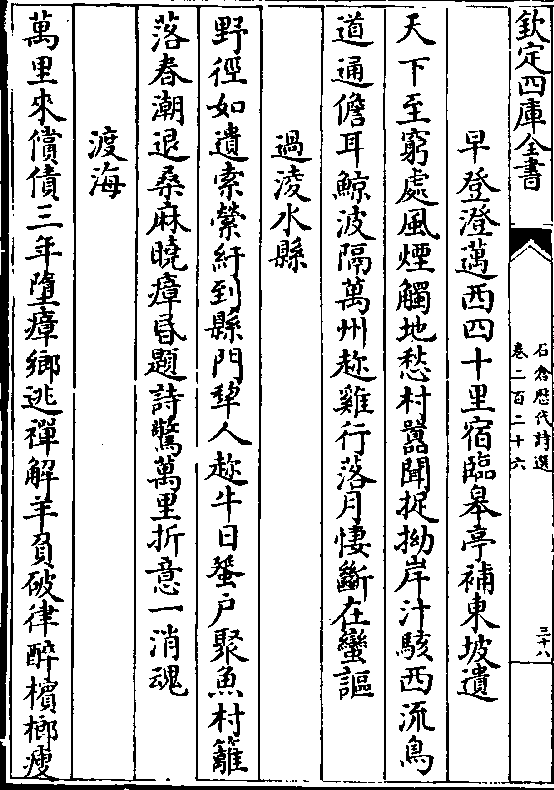 欽定四庫全書
石倉歷代詩選
卷二百二十六
三十八
早登澄邁西四十里宿臨皋亭補東坡遺
天下至窮處風煙觸地愁村嚚聞捉拗岸汁駭西流鳥
道通儋耳鯨波隔萬州趂雞行落月悽斷在蠻謳
過淩水縣
野徑如遺索縈紆到縣門犂人趂牛日蜑戶聚魚村籬
落春潮退桑麻曉瘴昏題詩驚萬里折意一消魂
渡海
萬里來償債三年墮瘴鄉逃禪解羊負破律醉檳榔瘦